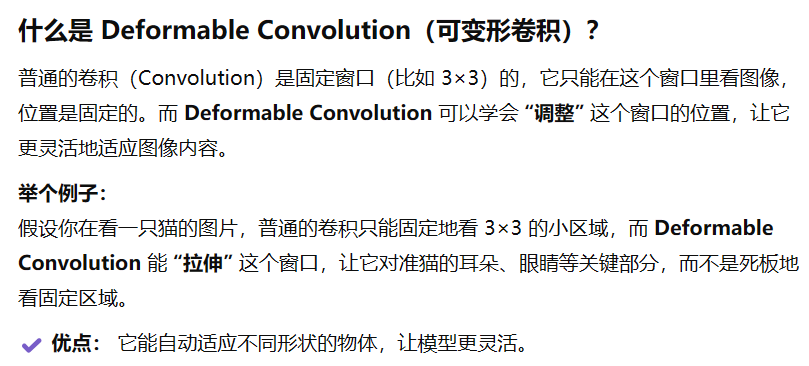 什么是 Deformable Convolution（可变形卷积）？
普通的卷积（Convolution）是固定窗口（比如 3×3）的，它只能在这个窗口里看图像，
位置是固定的。而 Deformable Convolution 可以学会 “调整” 这个窗口的位置，让它
更灵活地适应图像内容。
举个例子：
假设你在看一只猫的图片，普通的卷积只能固定地看 3×3 的小区域，而 Deformable
Convolution 能 “拉伸” 这个窗口，让它对准猫的耳朵、眼睛等关键部分，而不是死板地
看固定区域。
✔ 优点： 它能自动适应不同形状的物体，让模型更灵活。